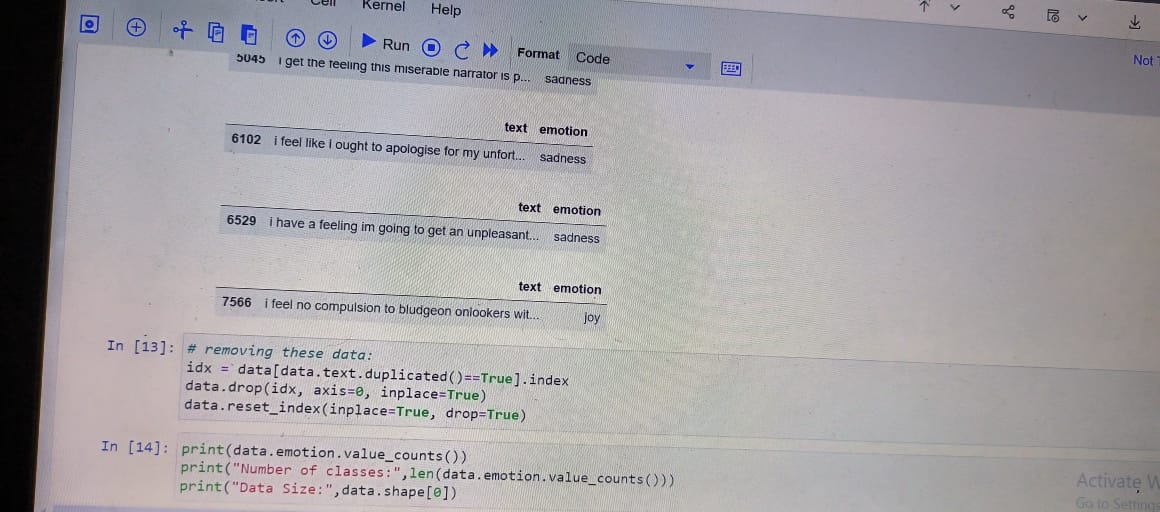 Cell Kernel Help
Run Format Code
Not
5045 i get the feeling this miserable narrator is p... sadness
text emotion
6102 i feel like i ought to apologise for my unfort... sadness
text emotion
6529 i have a feeling im going to get an unpleasant... sadness
text emotion
7566 i feel no compulsion to bludgeon onlookers wit... joy
In [13]: # removing these data:
idx = data[data.text.duplicated()==True].index
data.drop(idx, axis=0, inplace=True)
data.reset_index(inplace=True, drop=True)
In [14]: print(data.emotion.value_counts())
print("Number of classes:",len(data.emotion.value_counts()))
print("Data Size:",data.shape[0])
Activate W
Go to Settings